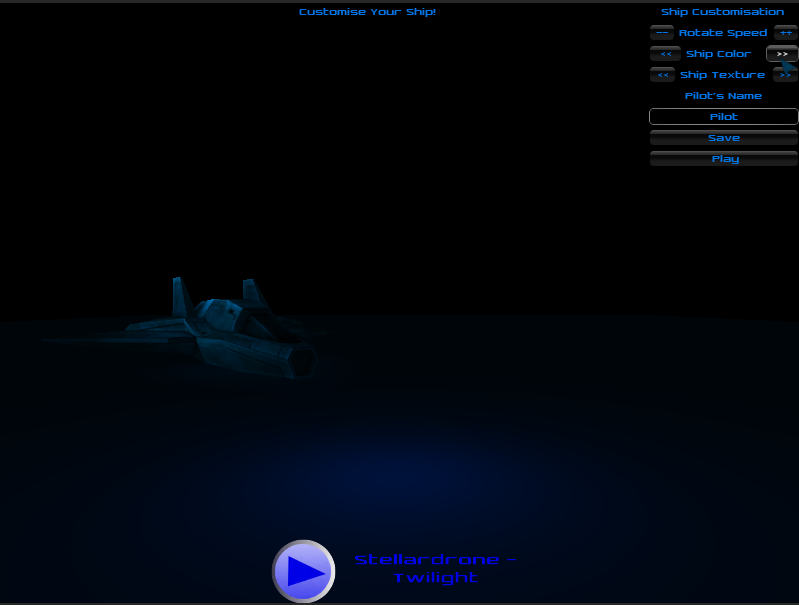 Customise Your Ship!
Ship Customisation
-- Rotate Speed ++
<< Ship Color >>
<< Ship Texture >>
Pilot's Name
Pilot
Save
Play
Stellardrone -
Twilight